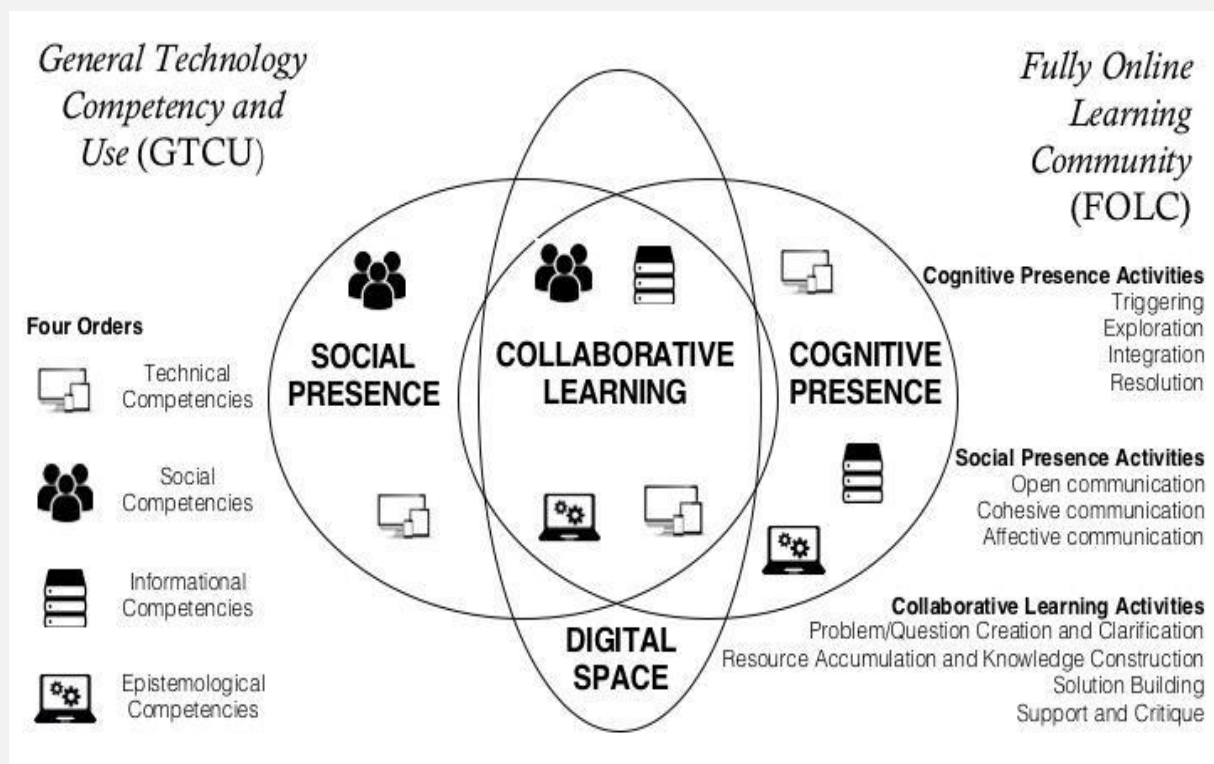 General Technology
Competency and
Use (GTCU)
Four Orders
Technical
Competencies
Social
Competencies
Informational
Competencies
Epistemological
Competencies
SOCIAL
PRESENCE
COLLABORATIVE
LEARNING
COGNITIVE
PRESENCE
DIGITAL
SPACE
Fully Online
Learning
Community
(FOLC)
Cognitive Presence Activities
Triggering
Exploration
Integration
Resolution
Social Presence Activities
Open communication
Cohesive communication
Affective communication
Collaborative Learning Activities
Problem/Question Creation and Clarification
Resource Accumulation and Knowledge Construction
Solution Building
Support and Critique